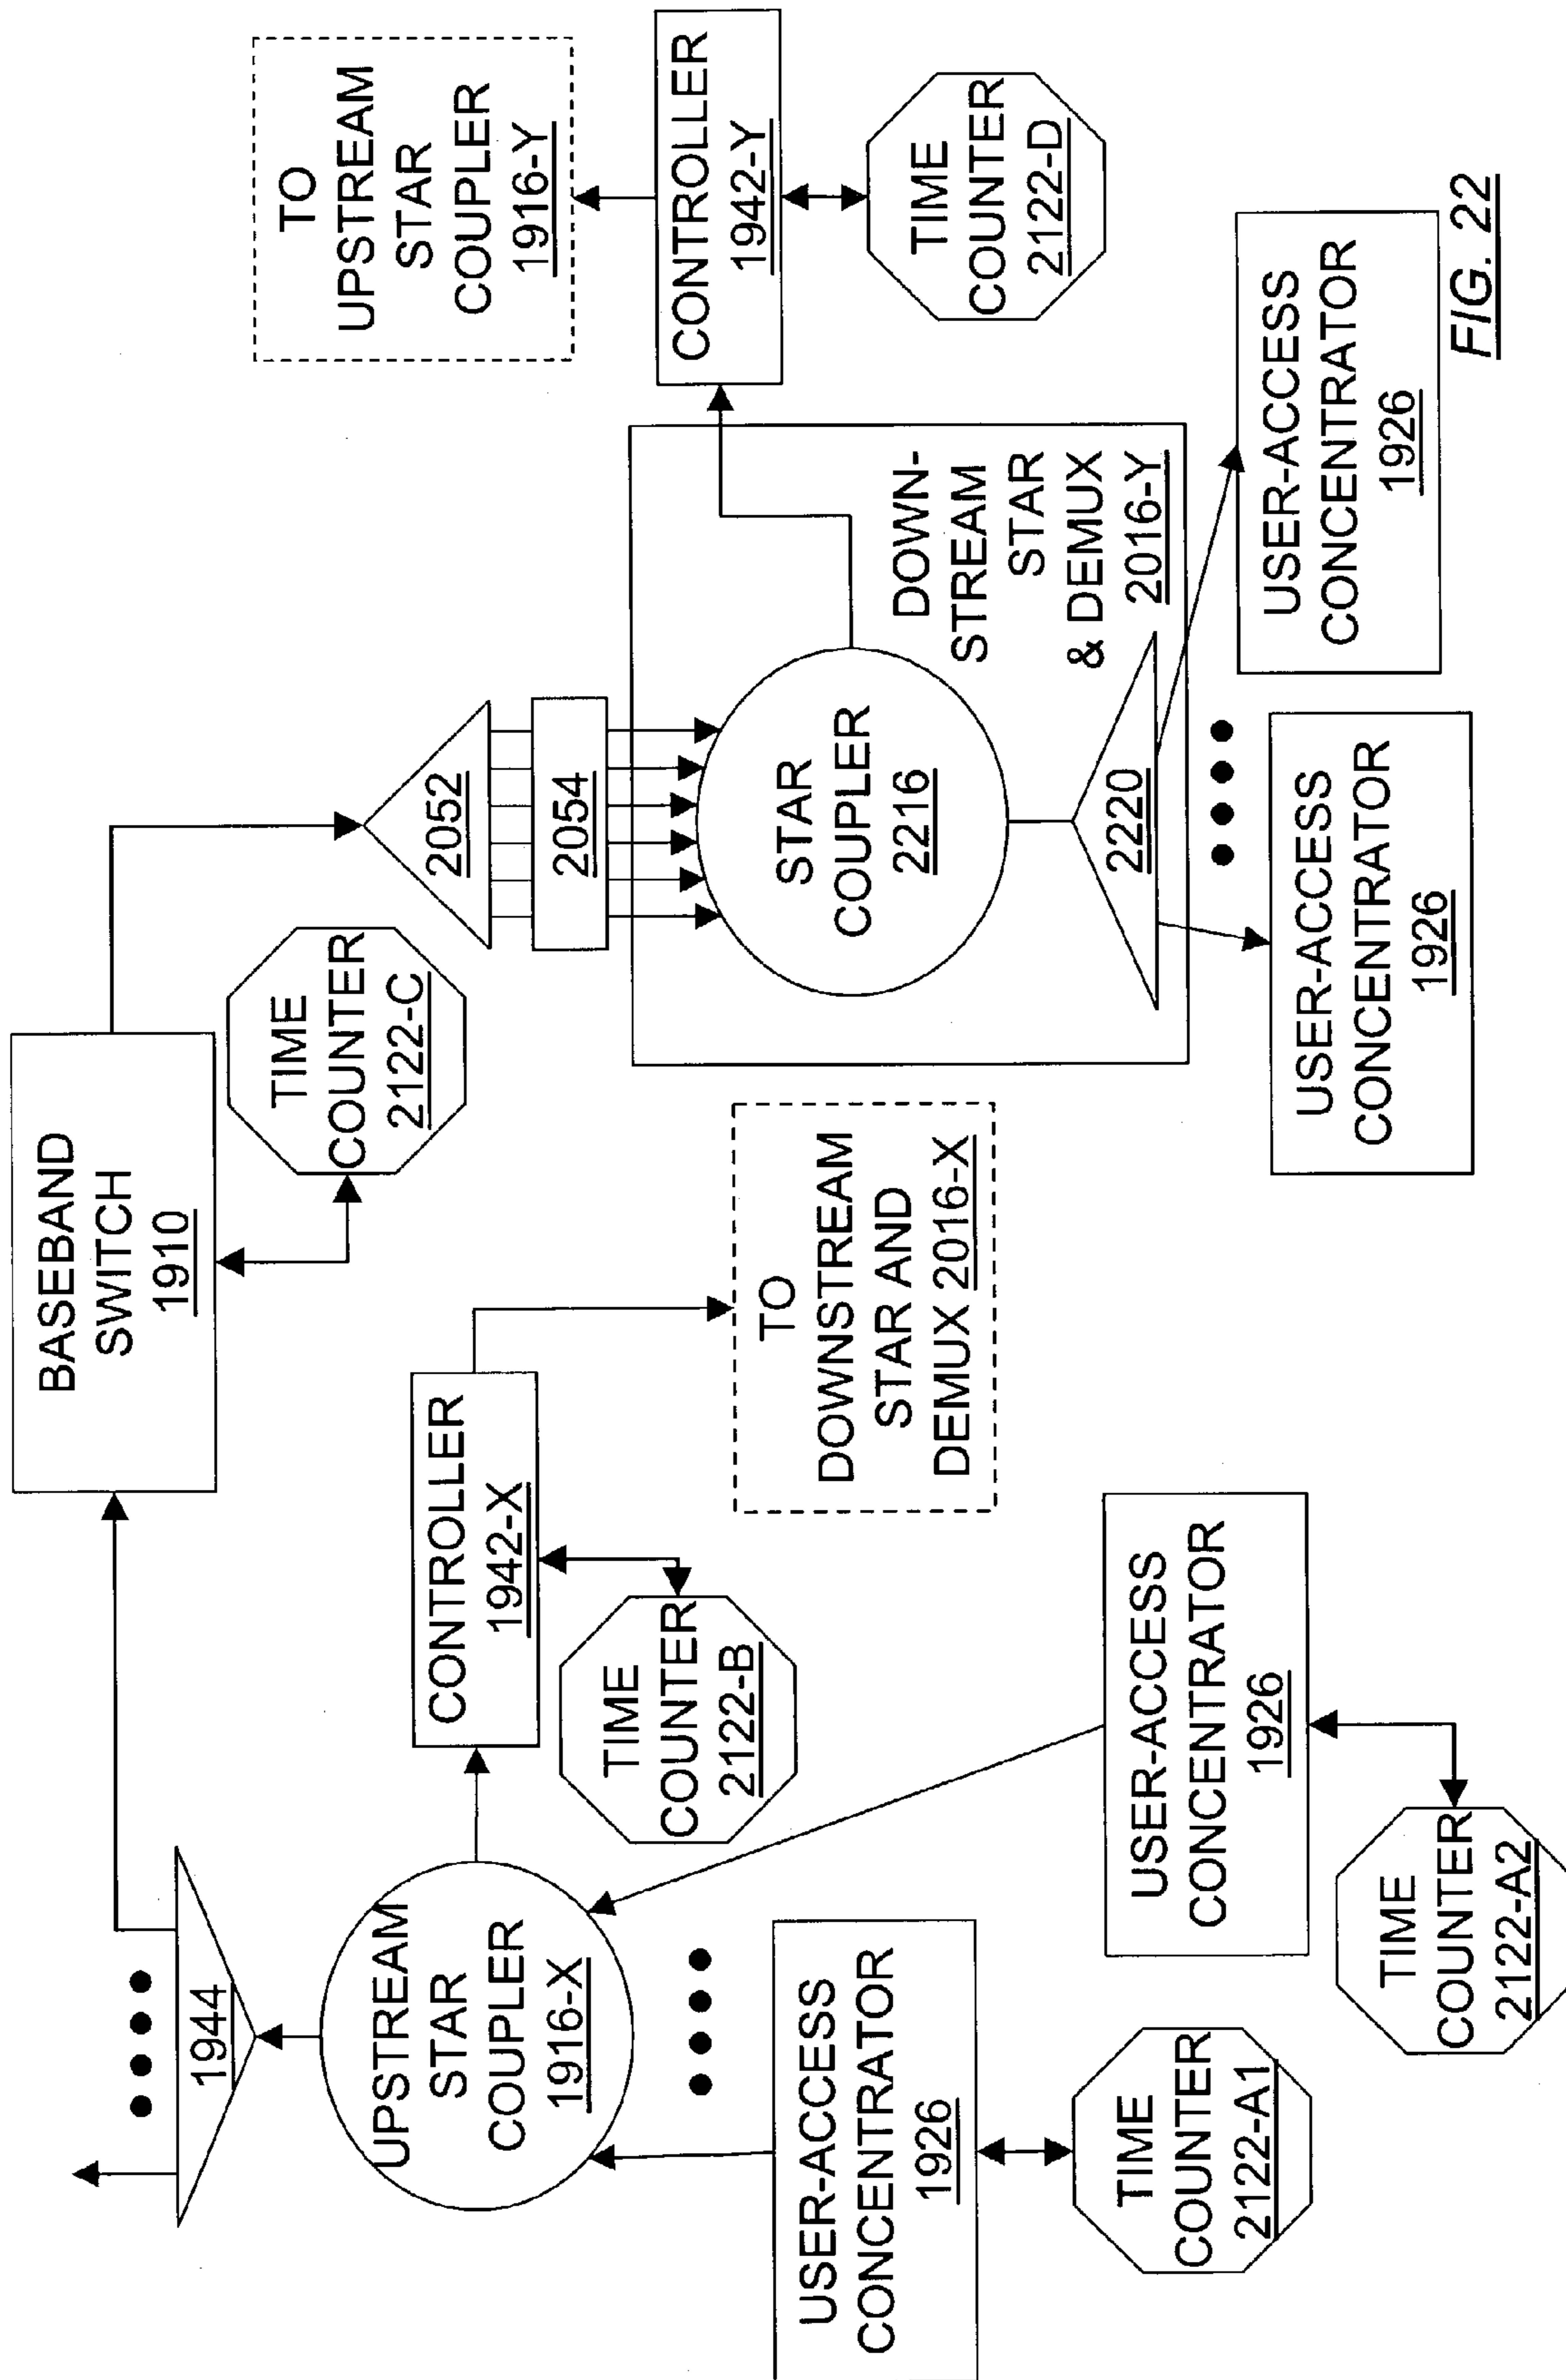 1944
UPSTREAM
STAR
COUPLER
1916-X
USER-ACCESS
CONCENTRATOR
1926
TIME
COUNTER
2122-A1
USER-ACCESS
CONCENTRATOR
1926
TIME
COUNTER
2122-A2
CONTROLLER
1942-X
TIME
COUNTER
2122-B
TO
DOWNSTREAM
STAR AND
DEMUX 2016-X
BASEBAND
SWITCH
1910
TIME
COUNTER
2122-C
2052
2054
STAR
COUPLER
2216
2220
DOWN-
STREAM
STAR
& DEMUX
2016-Y
USER-ACCESS
CONCENTRATOR
1926
USER-ACCESS
CONCENTRATOR
1926
TO
UPSTREAM
STAR
COUPLER
1916-Y
CONTROLLER
1942-Y
TIME
COUNTER
2122-D
FIG. 22